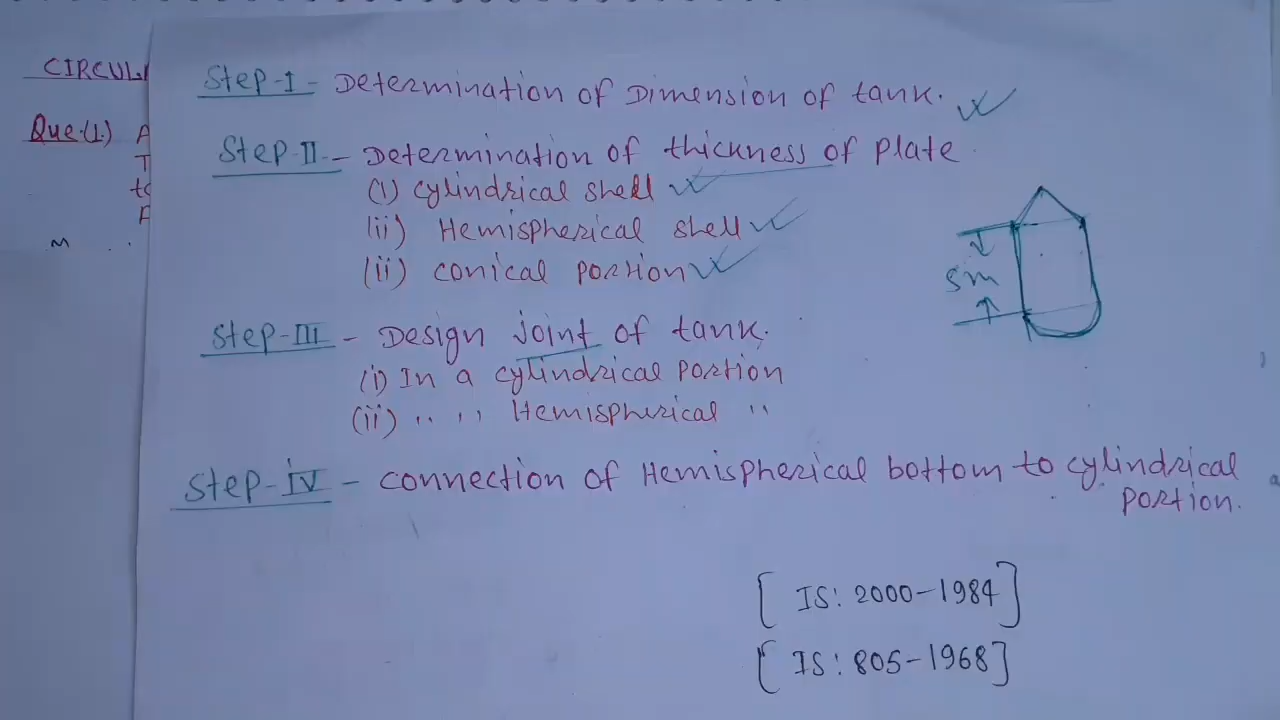 CIRCUL
Que.(1.) A
T
to
A
M
Step-I - Determination of Dimension of tank.
Step-II - Determination of thickness of plate
(i) cylindrical shell
(ii) Hemispherical shell
(ii) conical portion
5m
Step-III - Design joint of tank.
(i) In a cylindrical portion
(ii) ,, ,, Hemispherical ,,
Step-IV - connection of Hemispherical bottom to cylindrical
portion.
[IS: 2000-1984]
[IS: 805-1968]